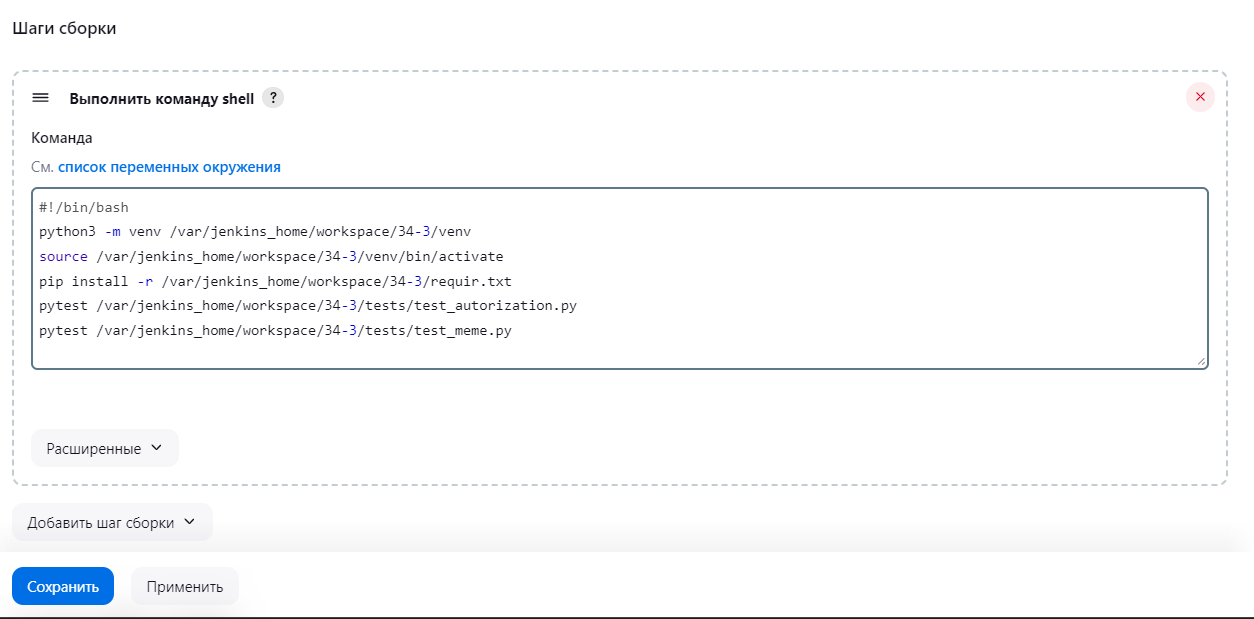 Шаги сборки
Выполнить команду shell ?
Команда
См. список переменных окружения
#!/bin/bash
python3 -m venv /var/jenkins_home/workspace/34-3/venv
source /var/jenkins_home/workspace/34-3/venv/bin/activate
pip install -r /var/jenkins_home/workspace/34-3/requir.txt
pytest /var/jenkins_home/workspace/34-3/tests/test_autorization.py
pytest /var/jenkins_home/workspace/34-3/tests/test_meme.py
Расширенные
Добавить шаг сборки
Сохранить Применить